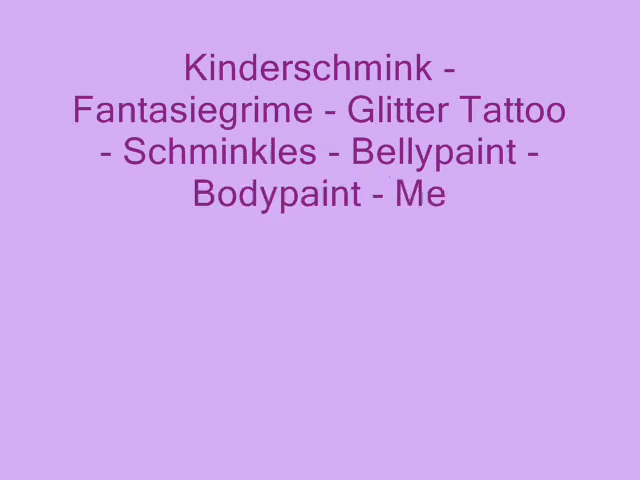 Kinderschmink -
Fantasiegrime - Glitter Tattoo
- Schminkles - Bellypaint -
Bodypaint - Me